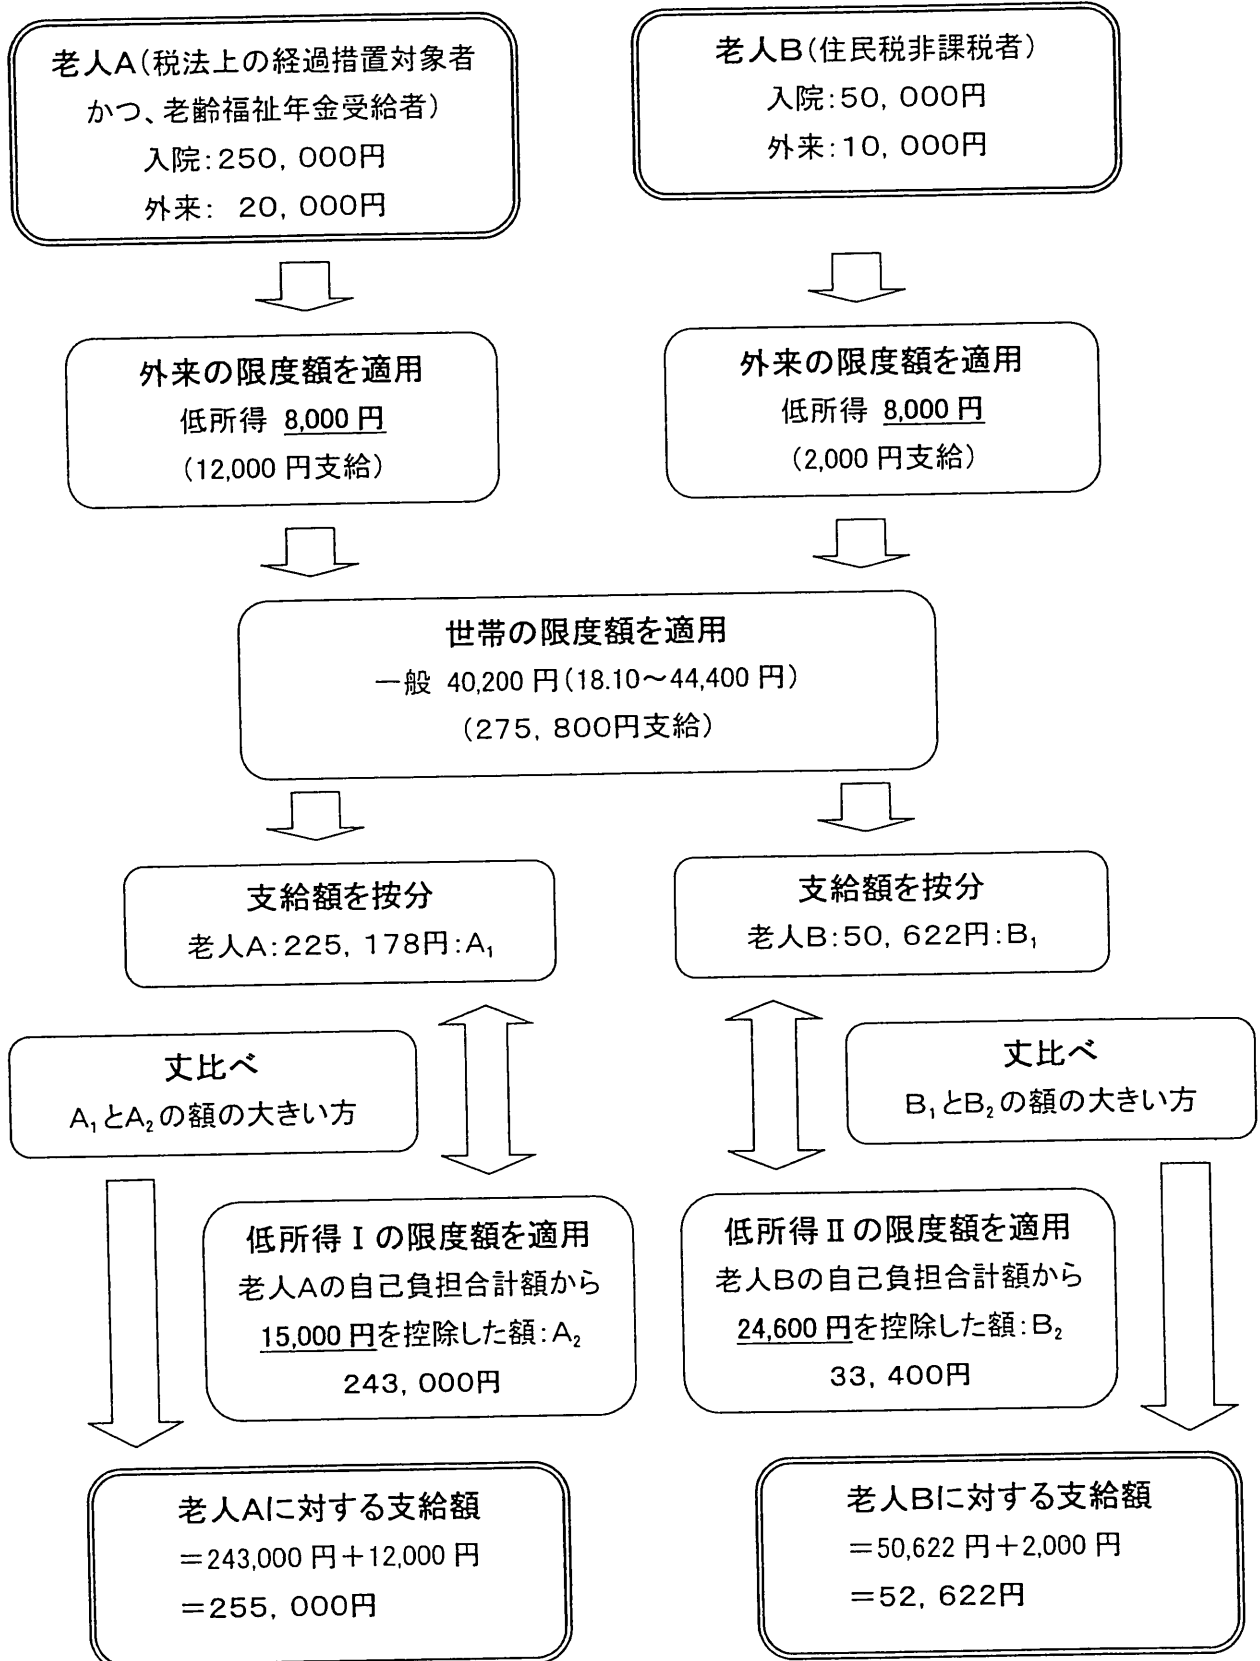 老人A(税法上の経過措置対象者
かつ、老齢福祉年金受給者)
入院:250,000円
外来: 20,000円
老人B(住民税非課税者)
入院:50,000円
外来:10,000円
外来の限度額を適用
低所得 8,000円
(12,000円支給)
外来の限度額を適用
低所得 8,000円
(2,000円支給)
世帯の限度額を適用
一般 40,200円(18.10～44,400円)
(275,800円支給)
支給額を按分
老人A:225,178円:A₁
支給額を按分
老人B:50,622円:B₁
丈比べ
A₁とA₂の額の大きい方
丈比べ
B₁とB₂の額の大きい方
低所得Ⅰの限度額を適用
老人Aの自己負担合計額から
15,000円を控除した額:A₂
243,000円
低所得Ⅱの限度額を適用
老人Bの自己負担合計額から
24,600円を控除した額:B₂
33,400円
老人Aに対する支給額
=243,000円+12,000円
=255,000円
老人Bに対する支給額
=50,622円+2,000円
=52,622円